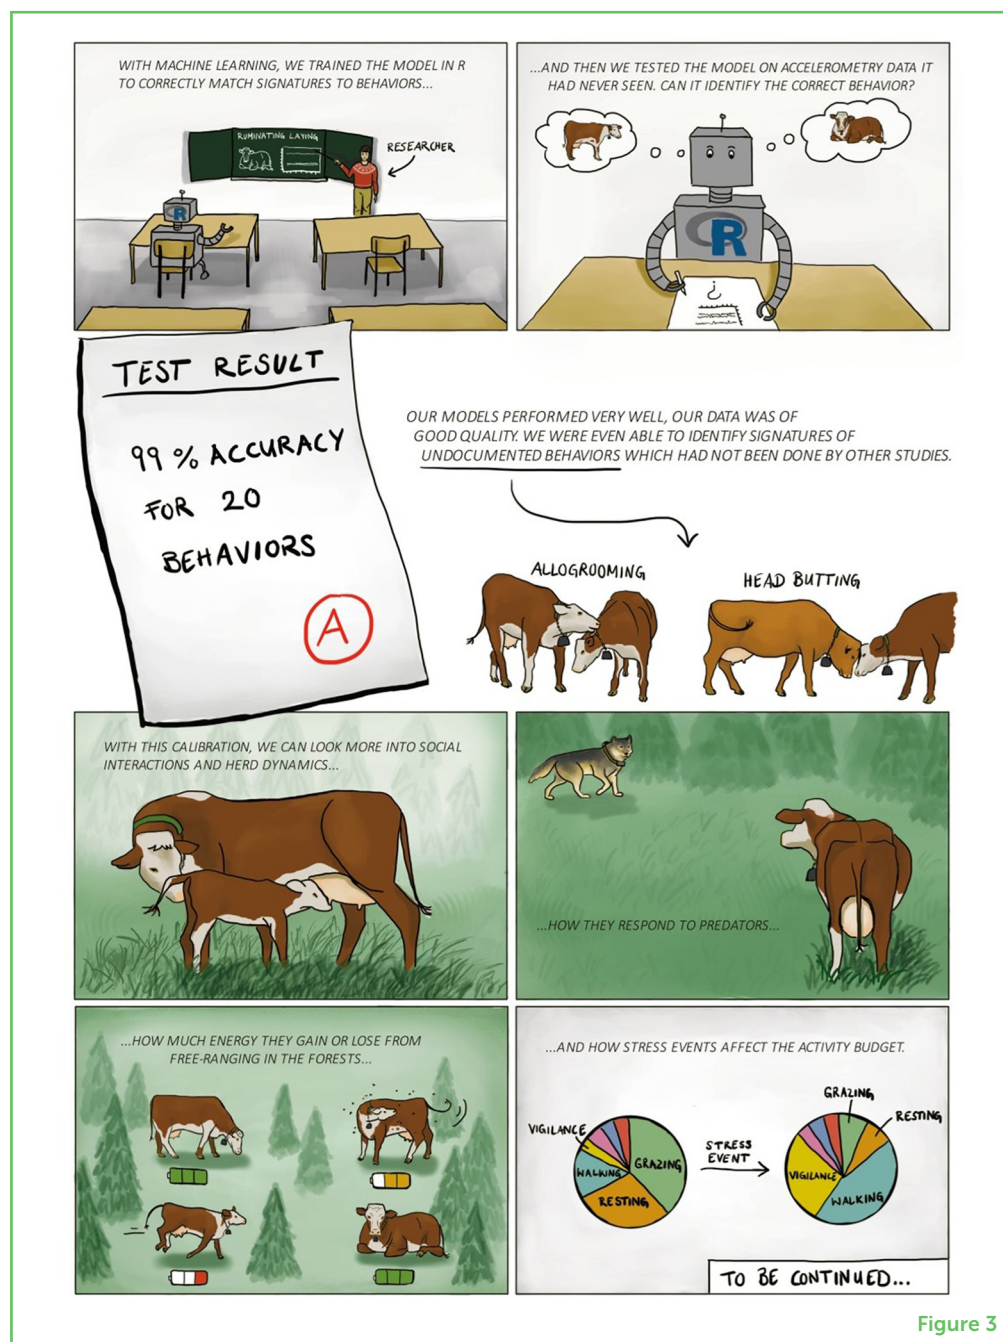 WITH MACHINE LEARNING, WE TRAINED THE MODEL IN R
TO CORRECTLY MATCH SIGNATURES TO BEHAVIORS...
RUMINATING LAYING
RESEARCHER
R
...AND THEN WE TESTED THE MODEL ON ACCELEROMETRY DATA IT
HAD NEVER SEEN. CAN IT IDENTIFY THE CORRECT BEHAVIOR?
R
¿
TEST RESULT
99 % ACCURACY
FOR 20
BEHAVIORS
A
OUR MODELS PERFORMED VERY WELL, OUR DATA WAS OF
GOOD QUALITY. WE WERE EVEN ABLE TO IDENTIFY SIGNATURES OF
UNDOCUMENTED BEHAVIORS WHICH HAD NOT BEEN DONE BY OTHER STUDIES.
ALLOGROOMING
HEAD BUTTING
WITH THIS CALIBRATION, WE CAN LOOK MORE INTO SOCIAL
INTERACTIONS AND HERD DYNAMICS...
...HOW THEY RESPOND TO PREDATORS...
...HOW MUCH ENERGY THEY GAIN OR LOSE FROM
FREE-RANGING IN THE FORESTS...
...AND HOW STRESS EVENTS AFFECT THE ACTIVITY BUDGET.
VIGILANCE
WALKING
GRAZING
RESTING
STRESS
EVENT
GRAZING
RESTING
VIGILANCE
WALKING
TO BE CONTINUED...
Figure 3